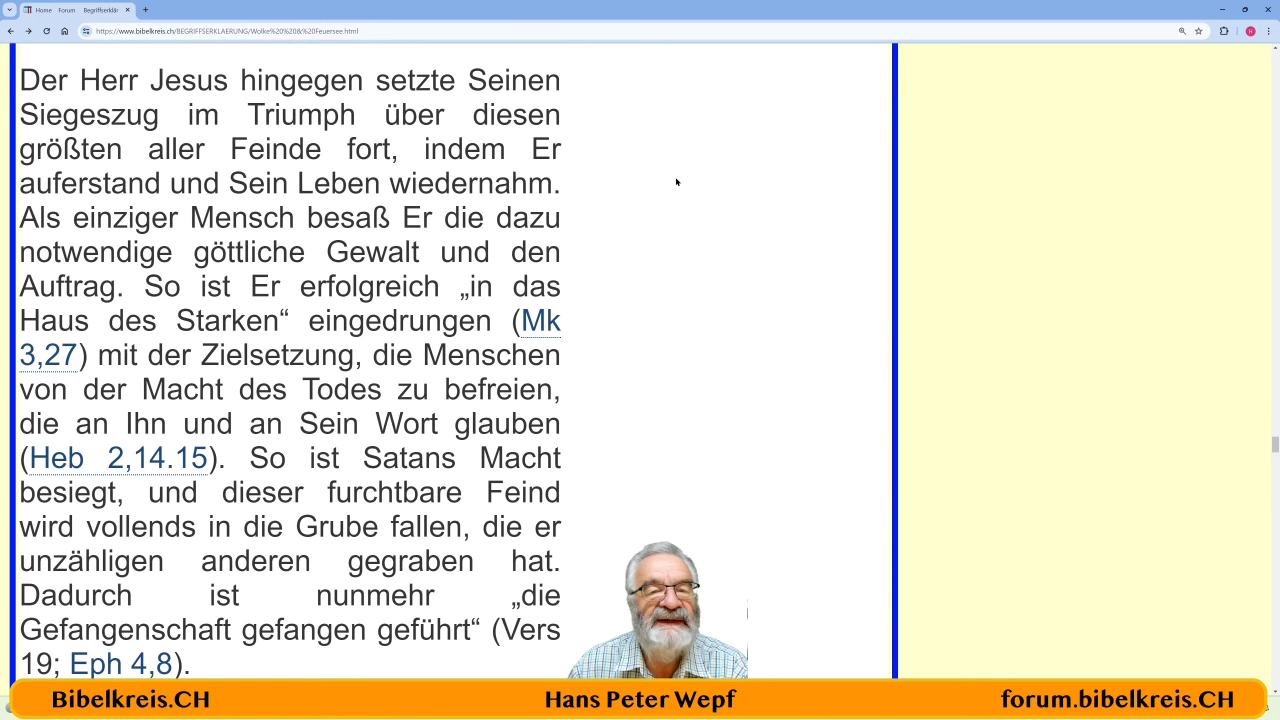 Home
Forum
Begriffserklär
https://www.bibelkreis.ch/BEGRIFFSERKLAERUNG/Wolke%20%20&%20Feuersee.html
H
Der Herr Jesus hingegen setzte Seinen
Siegeszug im Triumph über diesen
größten aller Feinde fort, indem Er
auferstand und Sein Leben wiedernahm.
Als einziger Mensch besaß Er die dazu
notwendige göttliche Gewalt und den
Auftrag. So ist Er erfolgreich „in das
Haus des Starken“ eingedrungen (Mk
3,27) mit der Zielsetzung, die Menschen
von der Macht des Todes zu befreien,
die an Ihn und an Sein Wort glauben
(Heb 2,14.15). So ist Satans Macht
besiegt, und dieser furchtbare Feind
wird vollends in die Grube fallen, die er
unzähligen anderen gegraben hat.
Dadurch ist nunmehr „die
Gefangenschaft gefangen geführt“ (Vers
19; Eph 4,8).
Bibelkreis.CH
Hans Peter Wepf
forum.bibelkreis.CH